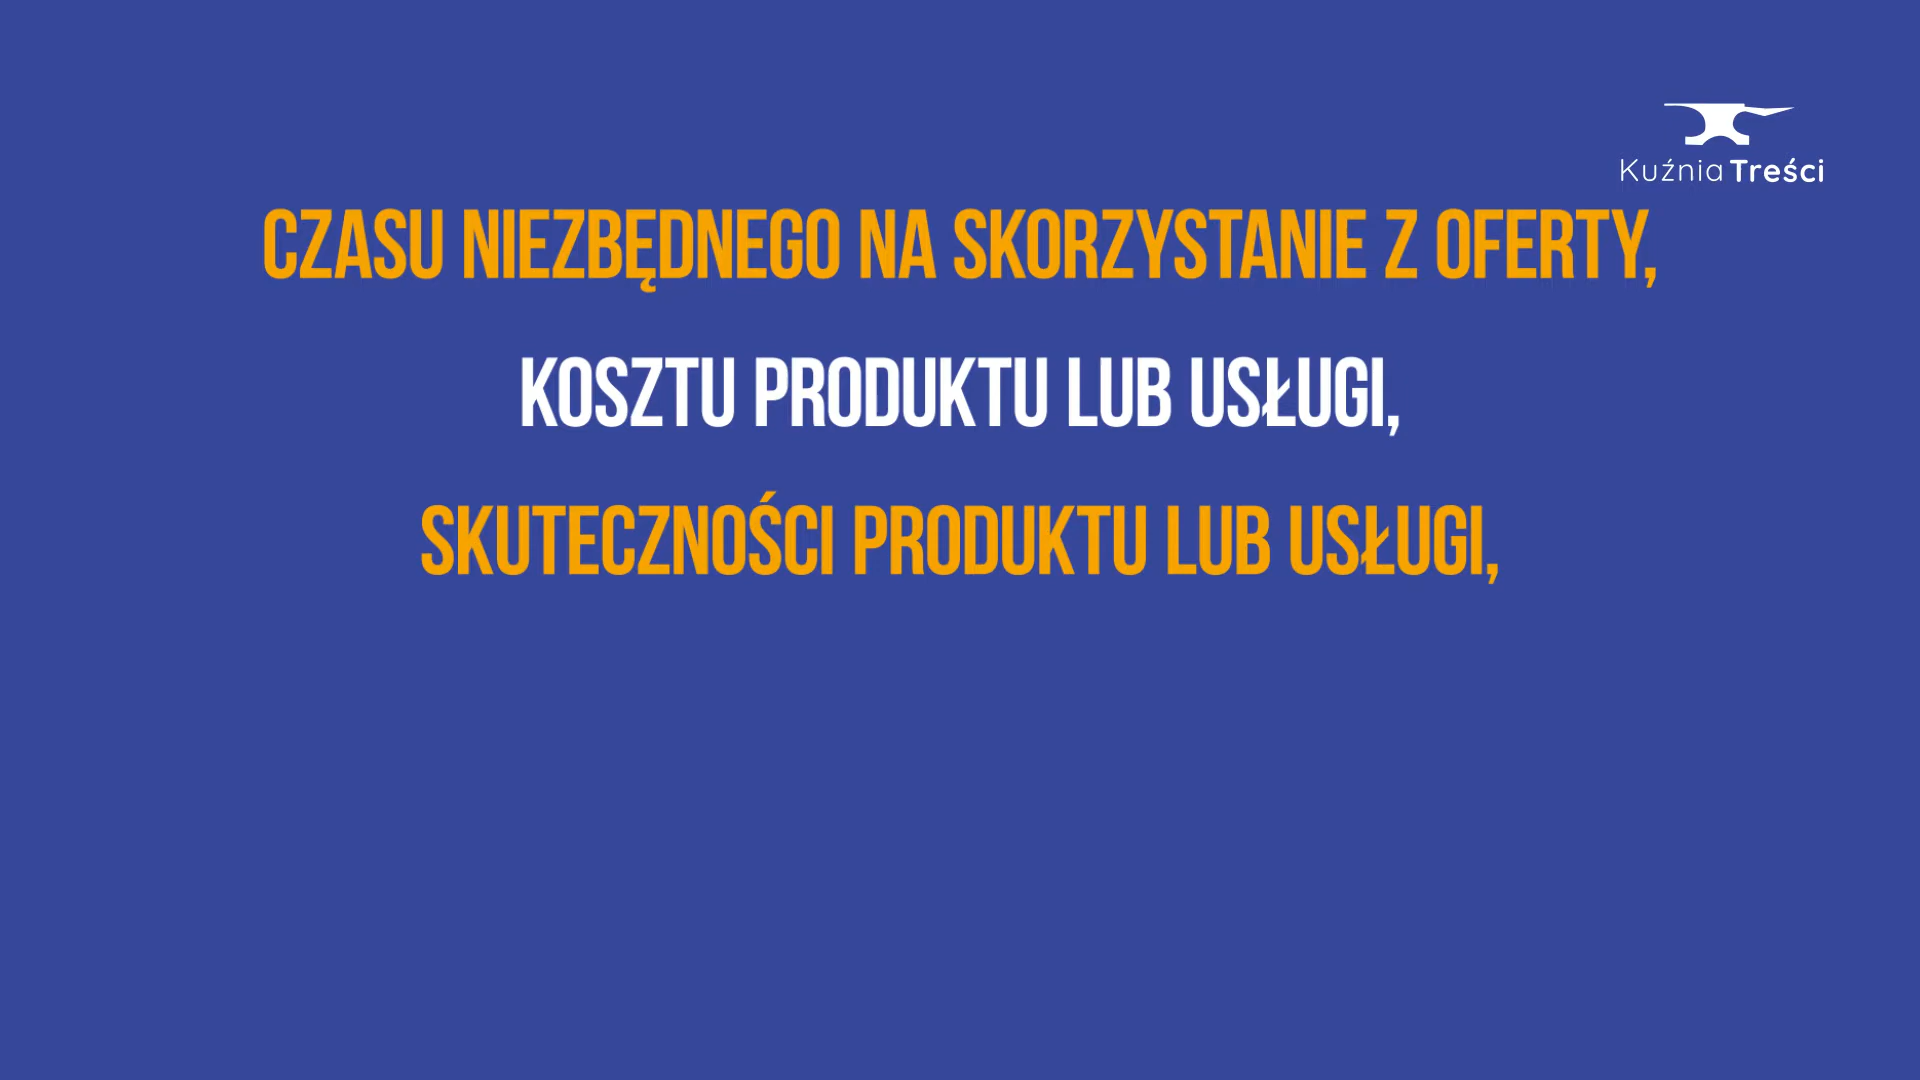 Kuźnia Treści
CZASU NIEZBĘDNEGO NA SKORZYSTANIE Z OFERTY,
KOSZTU PRODUKTU LUB USŁUGI,
SKUTECZNOŚCI PRODUKTU LUB USŁUGI,